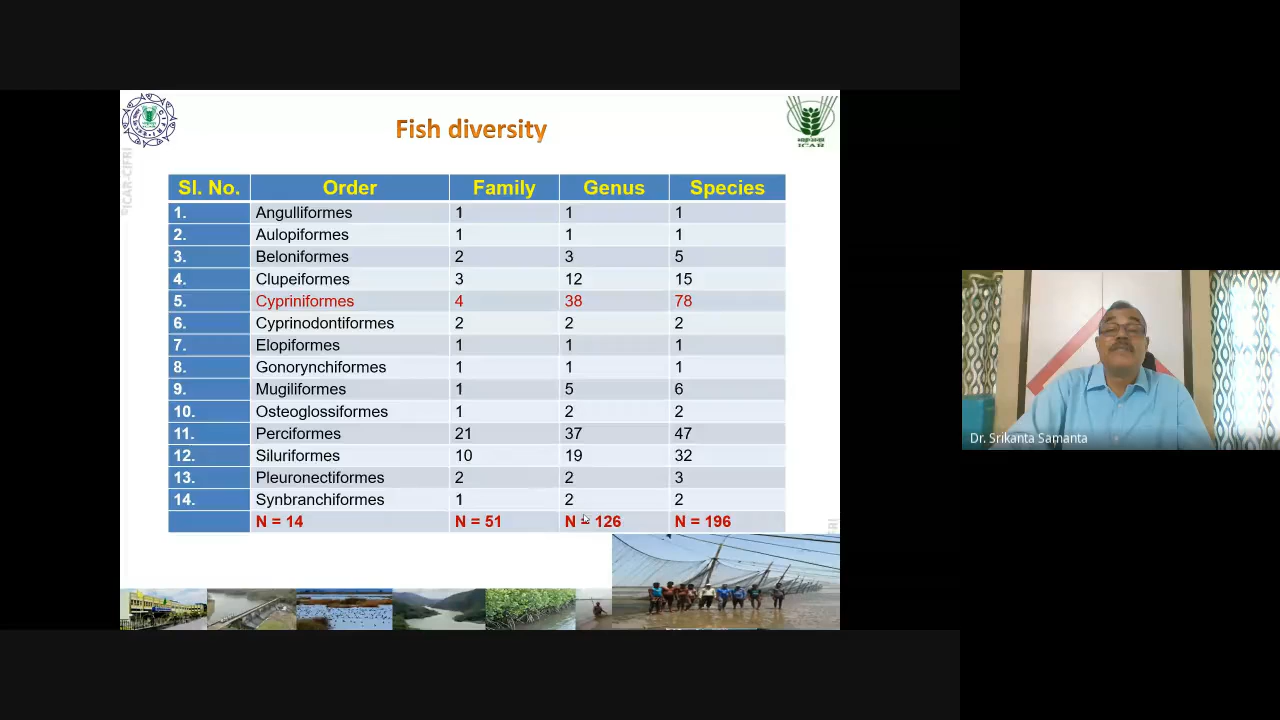 Fish diversity
ICAR
©ICAR-CIFRI
Sl. No. Order Family Genus Species
1. Angulliformes 1 1 1
2. Aulopiformes 1 1 1
3. Beloniformes 2 3 5
4. Clupeiformes 3 12 15
5. Cypriniformes 4 38 78
6. Cyprinodontiformes 2 2 2
7. Elopiformes 1 1 1
8. Gonorynchiformes 1 1 1
9. Mugiliformes 1 5 6
10. Osteoglossiformes 1 2 2
11. Perciformes 21 37 47
12. Siluriformes 10 19 32
13. Pleuronectiformes 2 2 3
14. Synbranchiformes 1 2 2
N = 14 N = 51 N = 126 N = 196
Dr. Srikanta Samanta